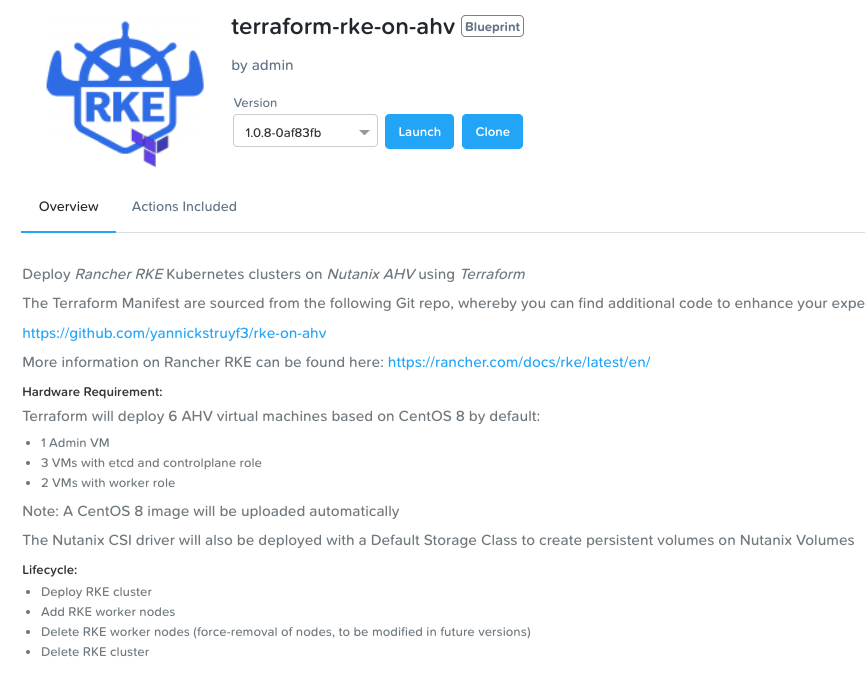 terraform-rke-on-ahv Blueprint
RKE
by admin
Version
1.0.8-0af83fb Launch Clone
Overview Actions Included
Deploy Rancher RKE Kubernetes clusters on Nutanix AHV using Terraform
The Terraform Manifest are sourced from the following Git repo, whereby you can find additional code to enhance your expe
https://github.com/yannickstruyf3/rke-on-ahv
More information on Rancher RKE can be found here: https://rancher.com/docs/rke/latest/en/
Hardware Requirement:
Terraform will deploy 6 AHV virtual machines based on CentOS 8 by default:
• 1 Admin VM
• 3 VMs with etcd and controlplane role
• 2 VMs with worker role
Note: A CentOS 8 image will be uploaded automatically
The Nutanix CSI driver will also be deployed with a Default Storage Class to create persistent volumes on Nutanix Volumes
Lifecycle:
• Deploy RKE cluster
• Add RKE worker nodes
• Delete RKE worker nodes (force-removal of nodes, to be modified in future versions)
• Delete RKE cluster